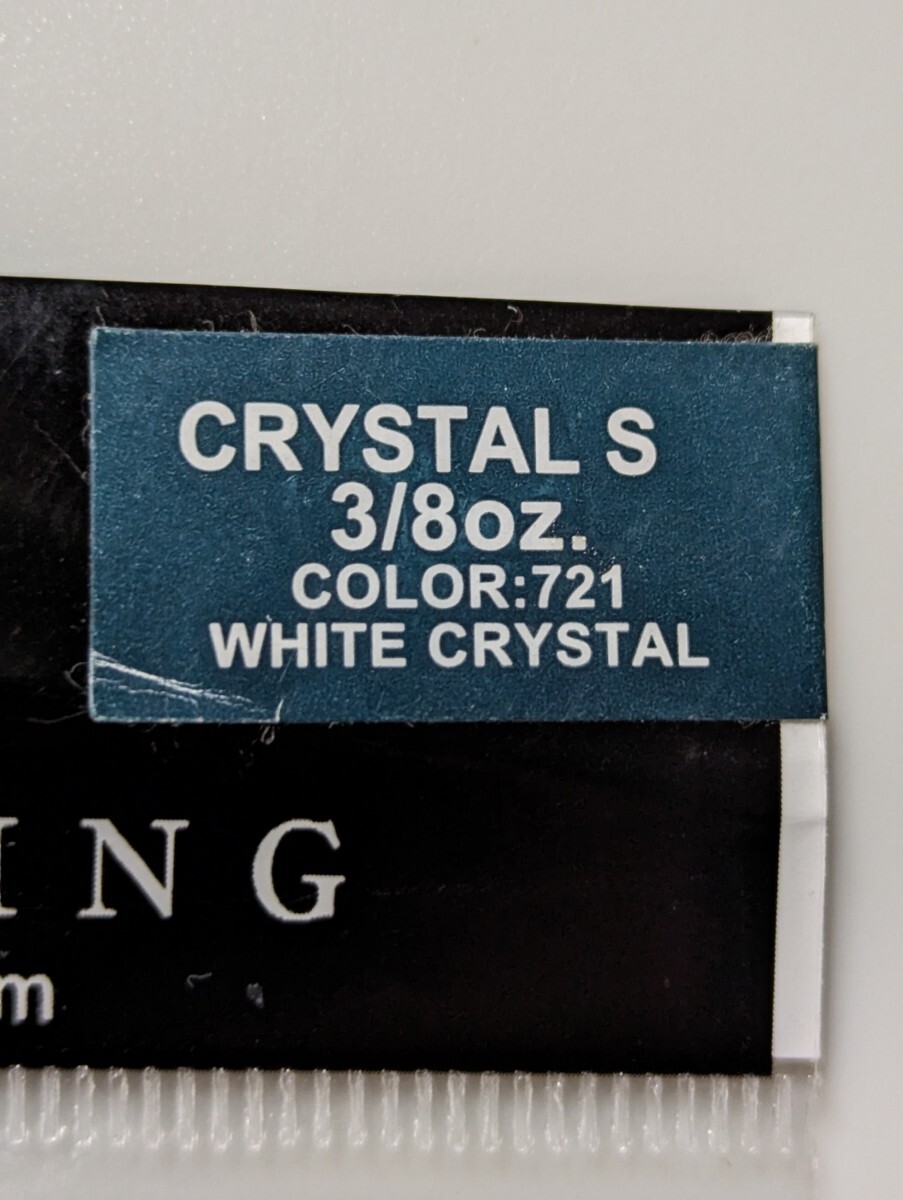 CRYSTAL S
3/8oz.
COLOR:721
WHITE CRYSTAL
ING
m